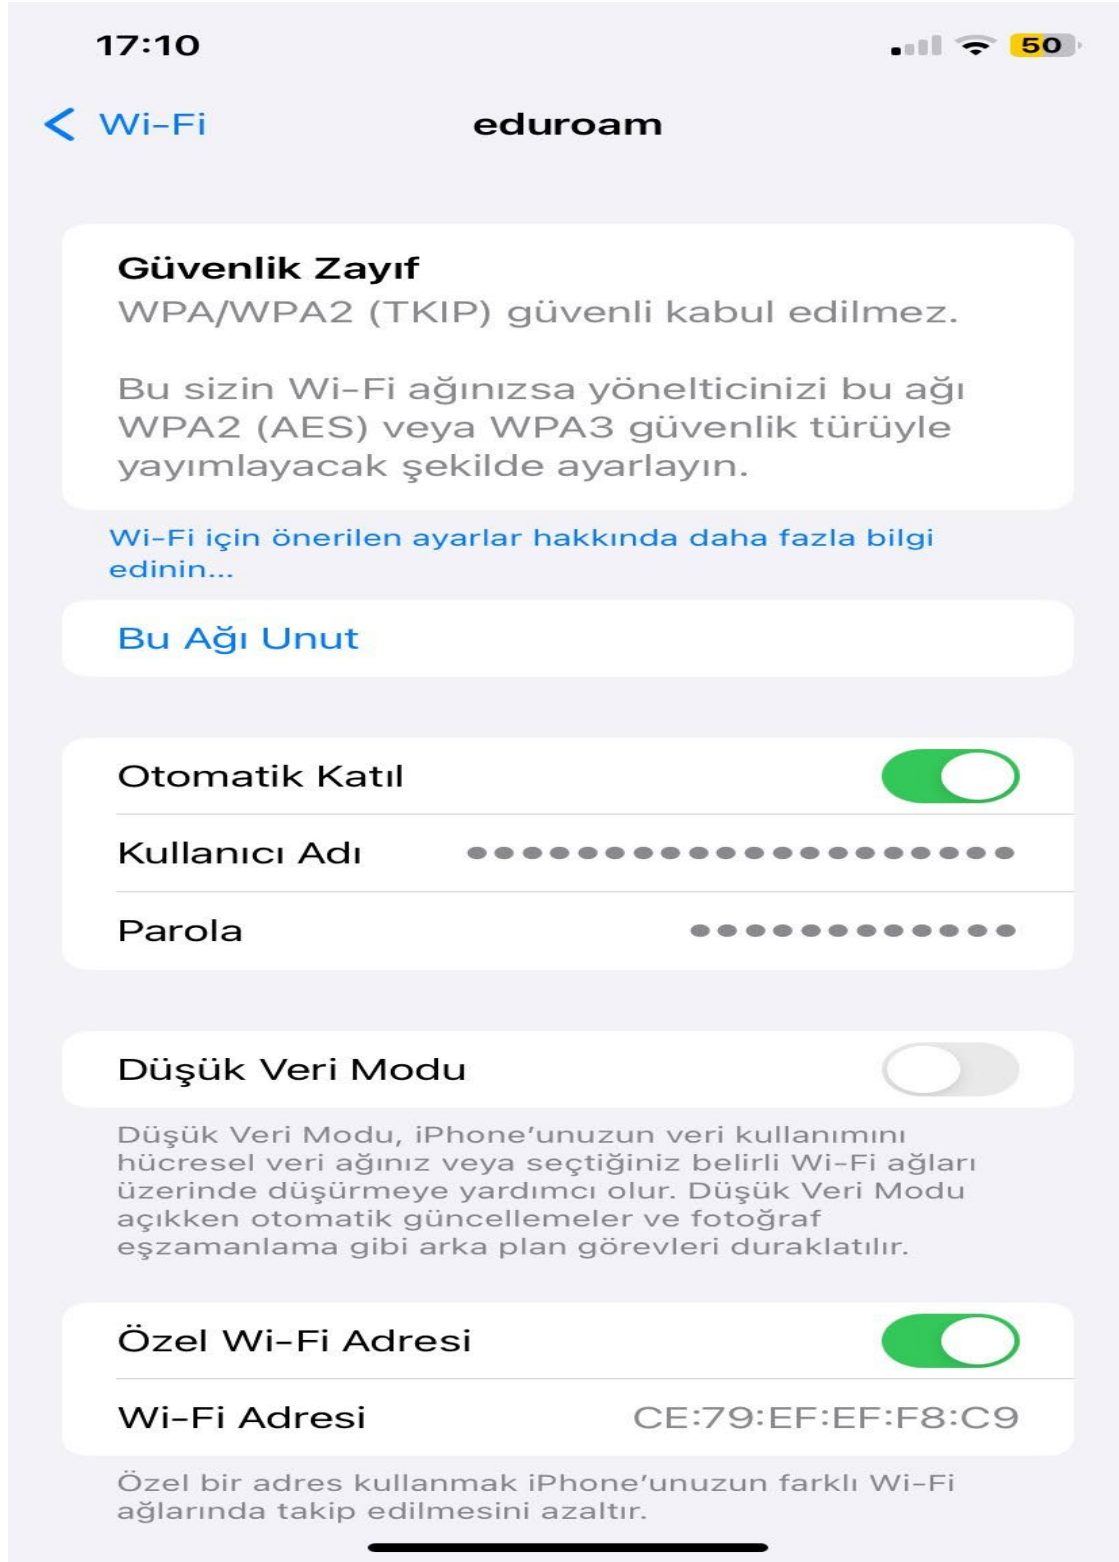 17:10
50
Wi-Fi
eduroam
Güvenlik Zayıf
WPA/WPA2 (TKIP) güvenli kabul edilmez.
Bu sizin Wi-Fi ağınızsa yönelticinizi bu ağı
WPA2 (AES) veya WPA3 güvenlik türüyle
yayımlayacak şekilde ayarlayın.
Wi-Fi için önerilen ayarlar hakkında daha fazla bilgi
edinin...
Bu Ağı Unut
Otomatik Katıl
Kullanıcı Adı ••••••••••••••••••••
Parola ••••••••••••
Düşük Veri Modu
Düşük Veri Modu, iPhone'unuzun veri kullanımını
hücresel veri ağınız veya seçtiğiniz belirli Wi-Fi ağları
üzerinde düşürmeye yardımcı olur. Düşük Veri Modu
açıkken otomatik güncellemeler ve fotoğraf
eşzamanlama gibi arka plan görevleri duraklatılır.
Özel Wi-Fi Adresi
Wi-Fi Adresi CE:79:EF:EF:F8:C9
Özel bir adres kullanmak iPhone'unuzun farklı Wi-Fi
ağlarında takip edilmesini azaltır.